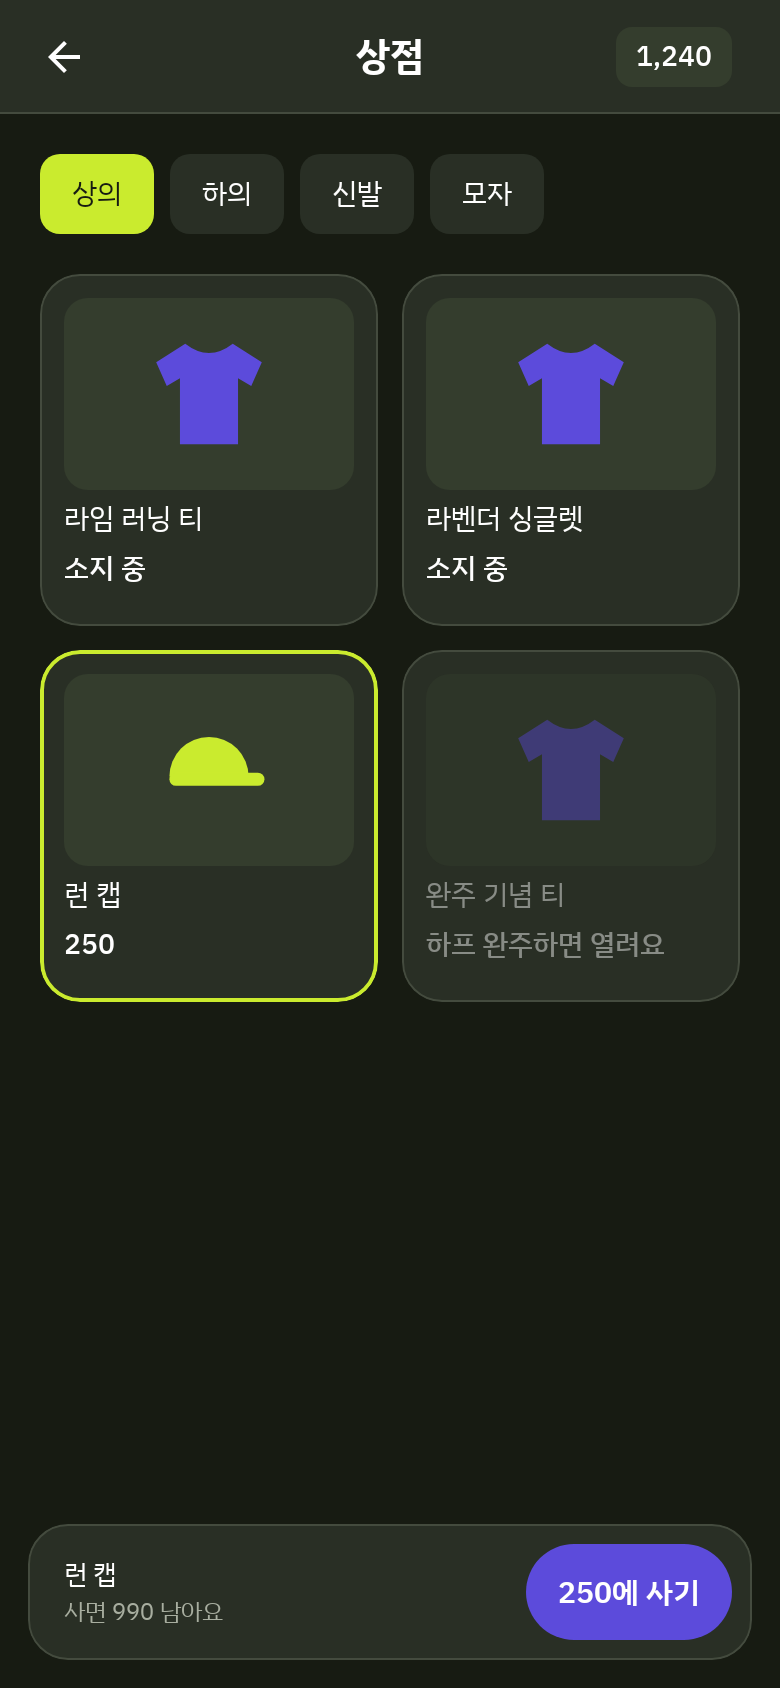 상점
1,240
상의
하의
신발
모자
라임 러닝 티
소지 중
라벤더 싱글렛
소지 중
런 캡
250
완주 기념 티
하프 완주하면 열려요
런 캡
사면 990 남아요
250에 사기